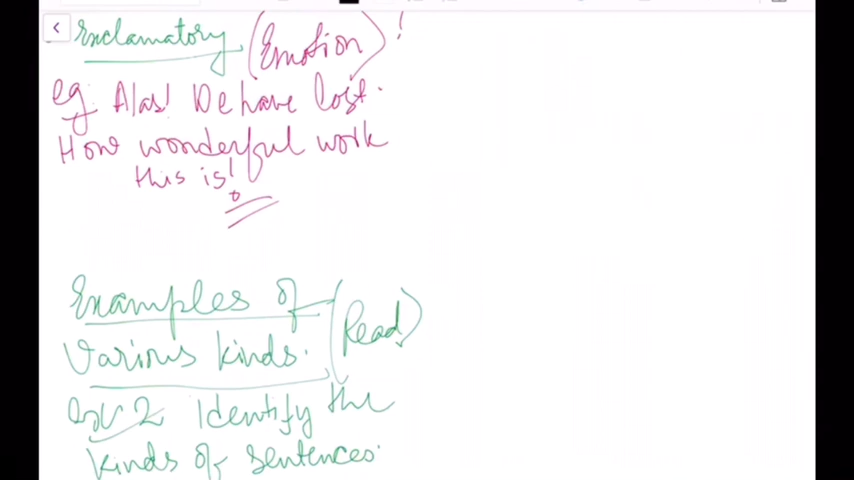 Exclamatory (Emotion) !
eg Alas! We have lost.
How wonderful work
this is!
Examples of
Various kinds. (Read)
Identify the
kinds of sentences.